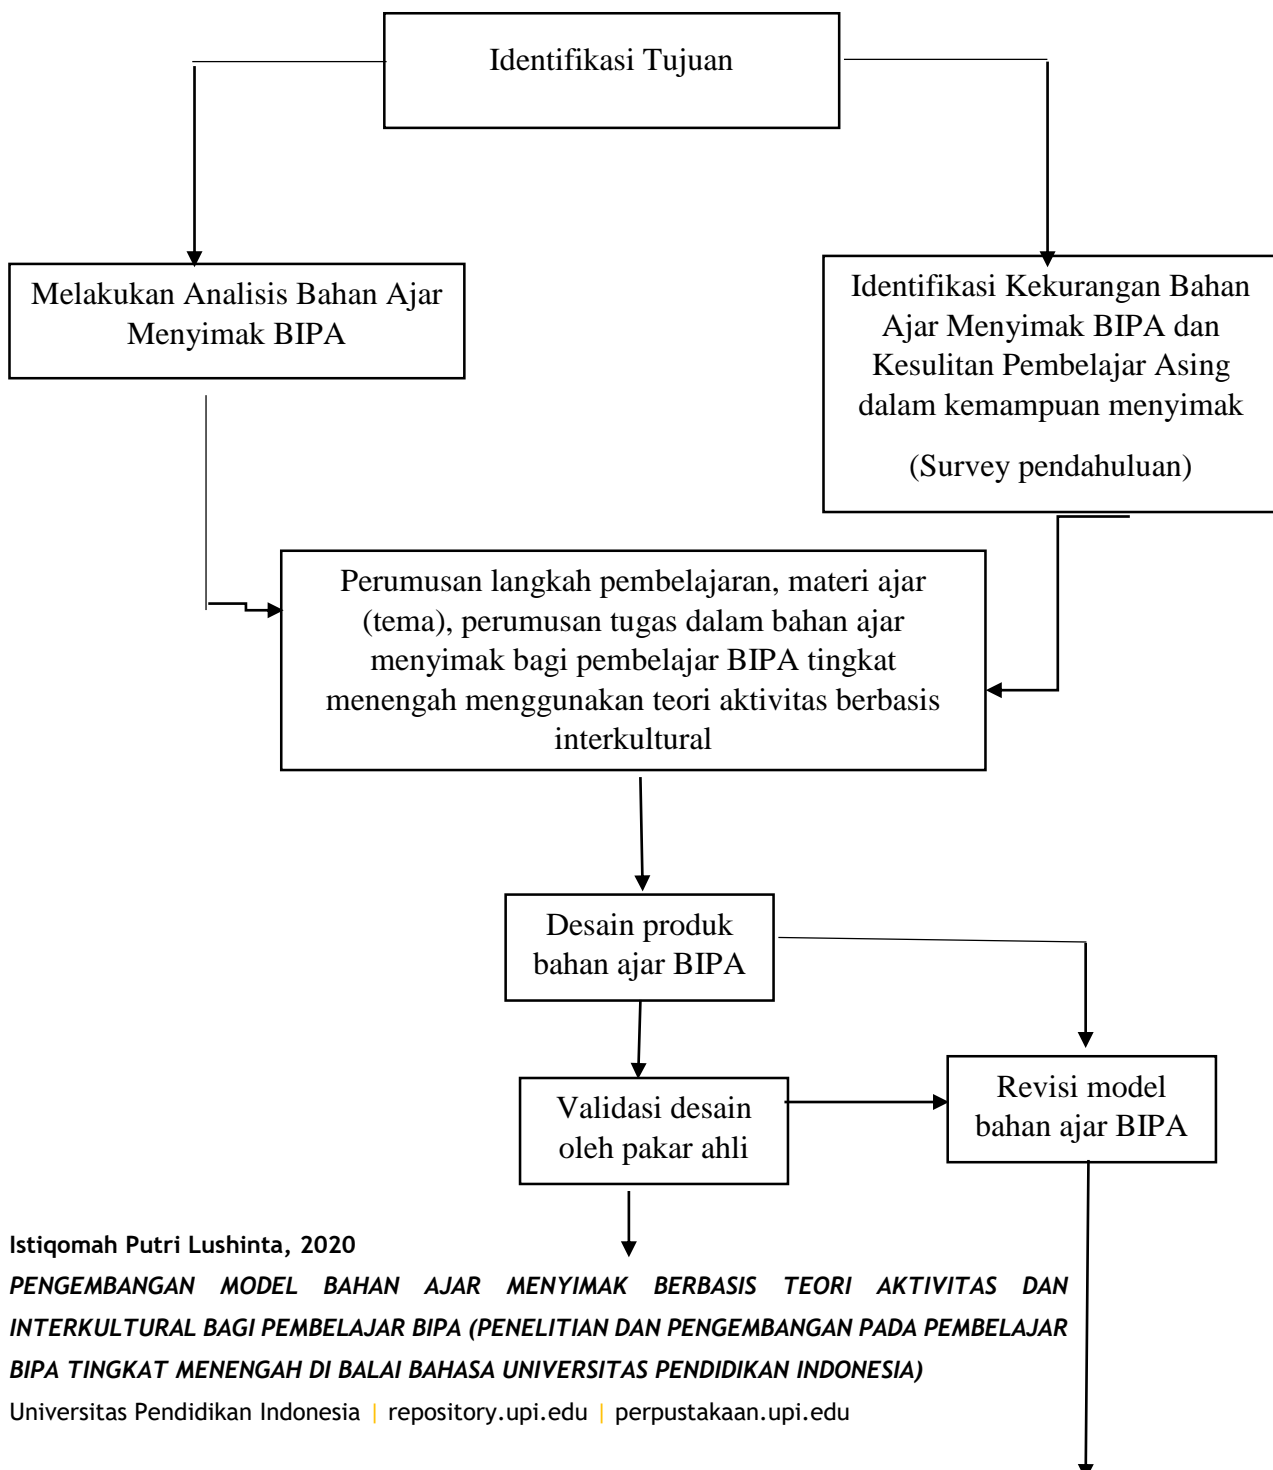 Identifikasi Tujuan
Melakukan Analisis Bahan Ajar
Menyimak BIPA
Identifikasi Kekurangan Bahan
Ajar Menyimak BIPA dan
Kesulitan Pembelajar Asing
dalam kemampuan menyimak
(Survey pendahuluan)
Perumusan langkah pembelajaran, materi ajar
(tema), perumusan tugas dalam bahan ajar
menyimak bagi pembelajar BIPA tingkat
menengah menggunakan teori aktivitas berbasis
interkultural
Desain produk
bahan ajar BIPA
Validasi desain
oleh pakar ahli
Revisi model
bahan ajar BIPA
Istiqomah Putri Lushinta, 2020
PENGEMBANGAN MODEL BAHAN AJAR MENYIMAK BERBASIS TEORI AKTIVITAS DAN
INTERKULTURAL BAGI PEMBELAJAR BIPA (PENELITIAN DAN PENGEMBANGAN PADA PEMBELAJAR
BIPA TINGKAT MENENGAH DI BALAI BAHASA UNIVERSITAS PENDIDIKAN INDONESIA)
Universitas Pendidikan Indonesia | repository.upi.edu | perpustakaan.upi.edu